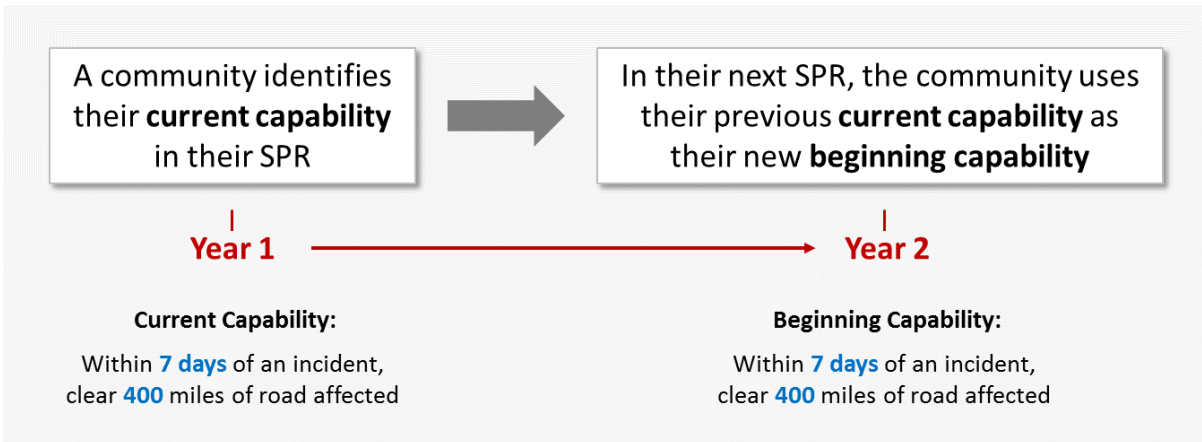 A community identifies
their current capability
in their SPR
In their next SPR, the community uses
their previous current capability as
their new beginning capability
Year 1
Year 2
Current Capability:
Within 7 days of an incident,
clear 400 miles of road affected
Beginning Capability:
Within 7 days of an incident,
clear 400 miles of road affected